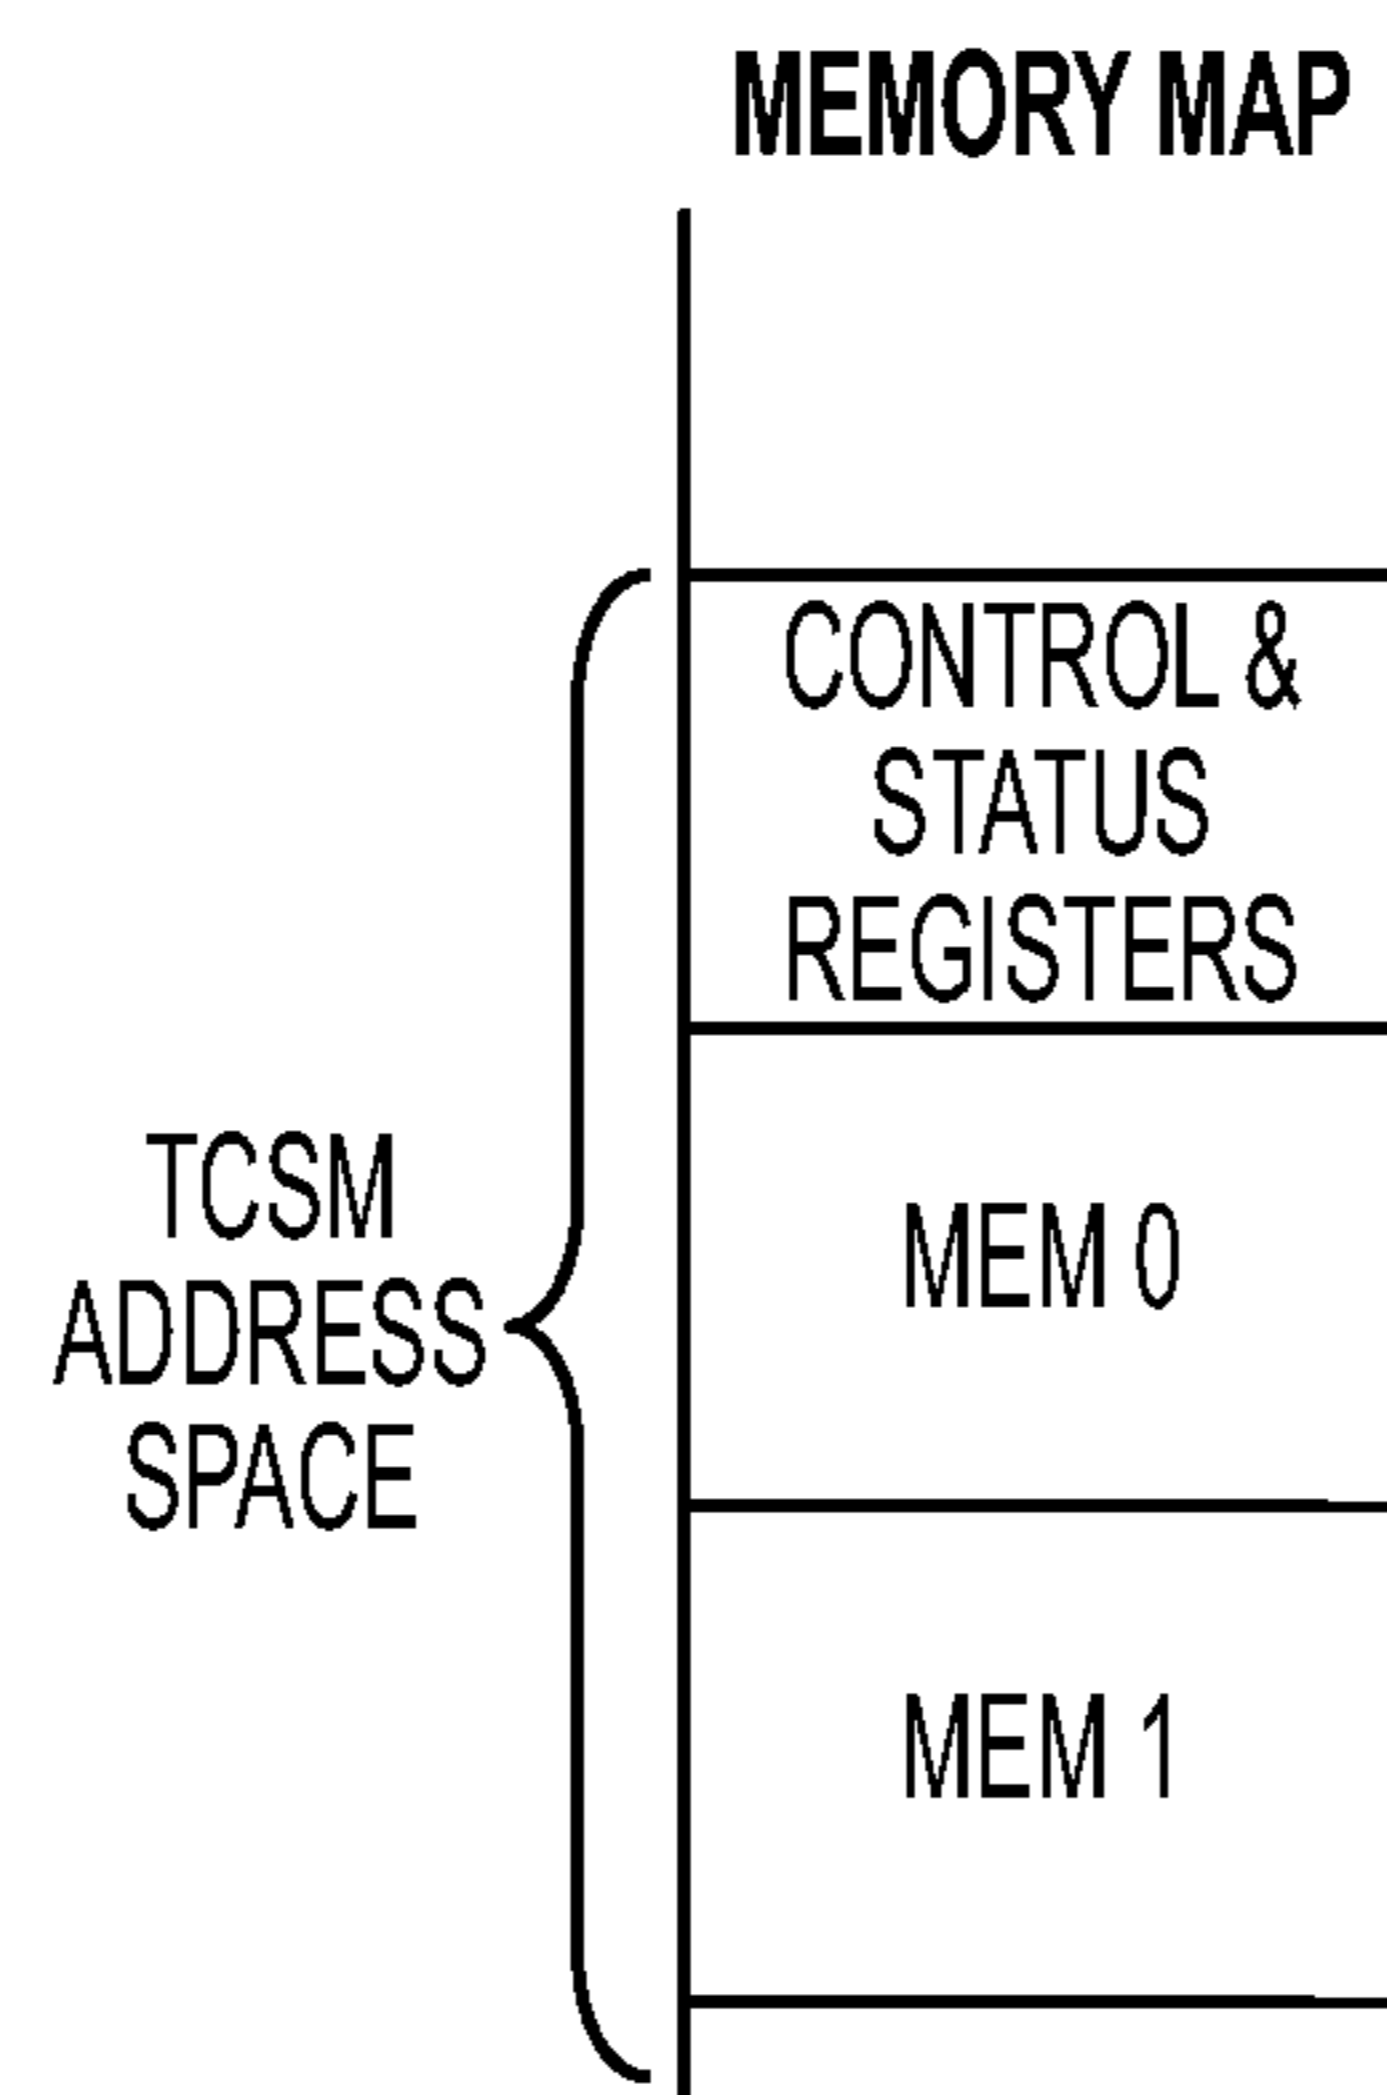 MEMORY MAP
CONTROL &
STATUS
REGISTERS
TCSM
ADDRESS
SPACE
MEM 0
MEM 1